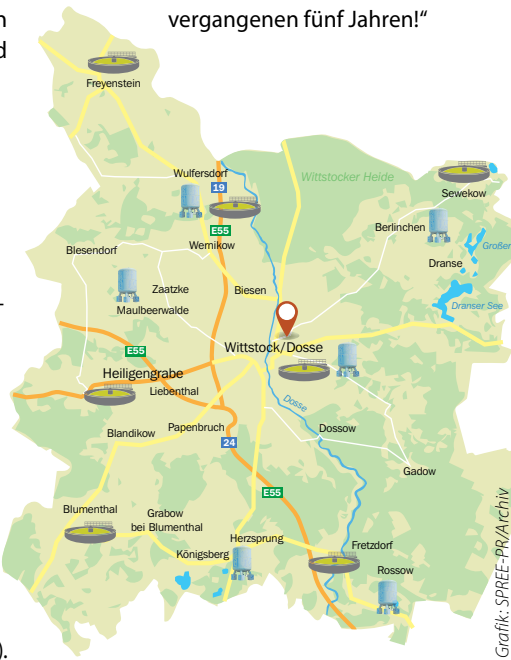 n
d
vergangenen fünf Jahren!“
Freyenstein
Wulfersdorf
19
Wittstocker Heide
Sewekow
E55
Berlinchen
Wernikow
Großer
Blesendorf
Dranse
Zaatzke
Biesen
Maulbeerwalde
Dranser See
-
E55
Wittstock/Dosse
Heiligengrabe
Liebenthal
Dosse
Papenbruch
Dossow
Blandikow
24
Gadow
E55
Blumenthal
Grabow
bei Blumenthal
Herzsprung
Fretzdorf
Königsberg
Rossow
).
Grafik: SPREE-PR/Archiv